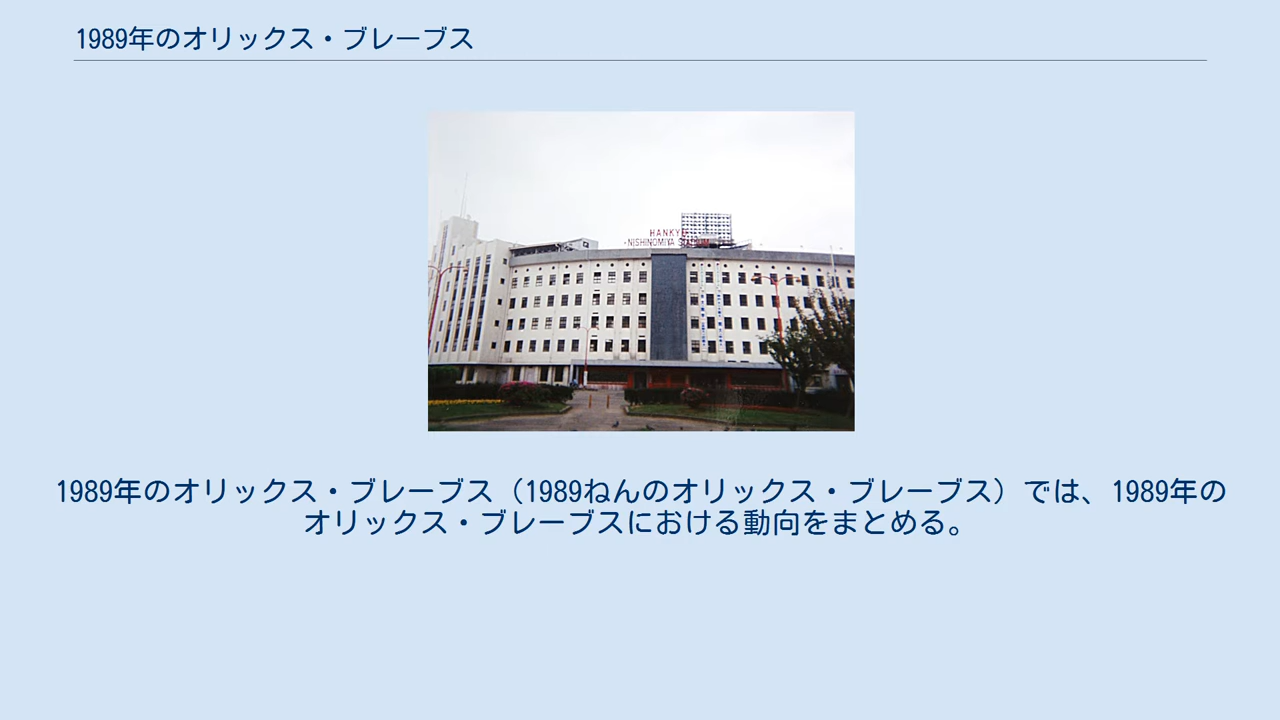 1989年のオリックス・ブレーブス
HANKYU
NISHINOMIYA STADIUM
1989年のオリックス・ブレーブス（1989ねんのオリックス・ブレーブス）では、1989年の
オリックス・ブレーブスにおける動向をまとめる。